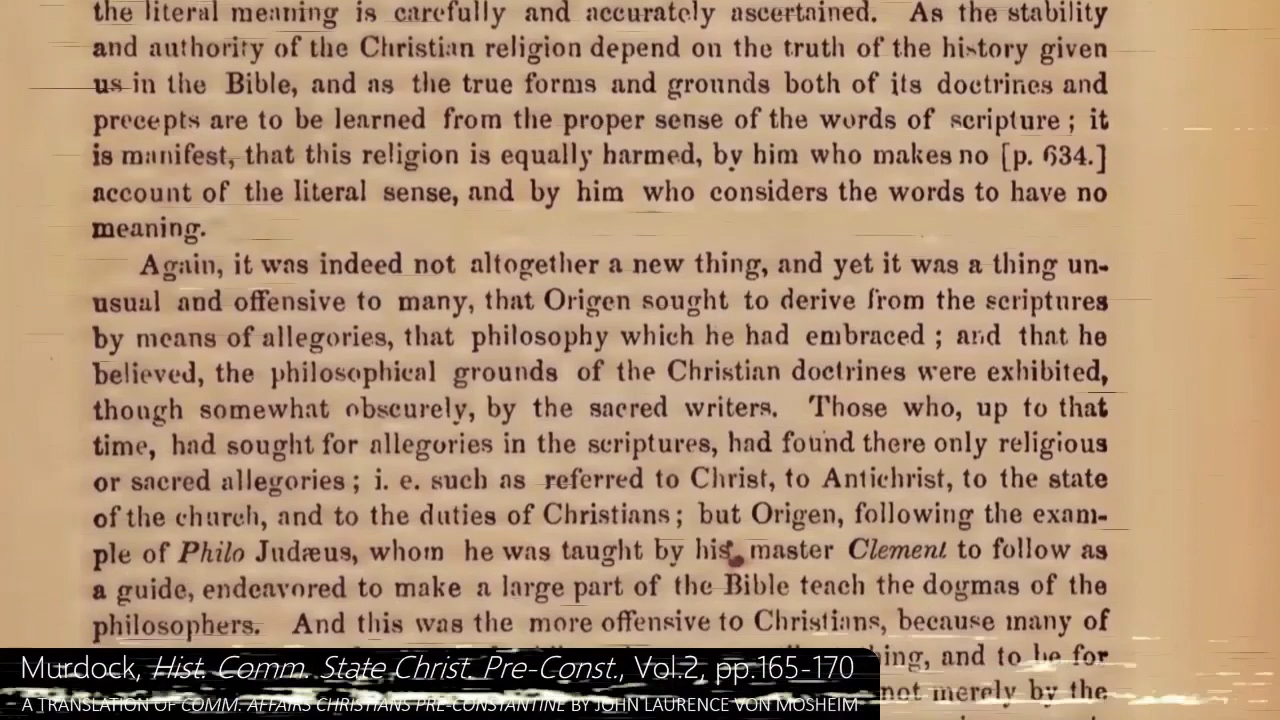 the literal meaning is carefully and accurately ascertained. As the stability
and authority of the Christian religion depend on the truth of the history given
us in the Bible, and as the true forms and grounds both of its doctrines and
precepts are to be learned from the proper sense of the words of scripture ; it
is manifest, that this religion is equally harmed, by him who makes no [p. 634.]
account of the literal sense, and by him who considers the words to have no
meaning.
Again, it was indeed not altogether a new thing, and yet it was a thing un-
usual and offensive to many, that Origen sought to derive from the scriptures
by means of allegories, that philosophy which he had embraced ; and that he
believed, the philosophical grounds of the Christian doctrines were exhibited,
though somewhat obscurely, by the sacred writers. Those who, up to that
time, had sought for allegories in the scriptures, had found there only religious
or sacred allegories ; i. e. such as referred to Christ, to Antichrist, to the state
of the church, and to the duties of Christians ; but Origen, following the exam-
ple of Philo Judæus, whom he was taught by his master Clement to follow as
a guide, endeavored to make a large part of the Bible teach the dogmas of the
philosophers. And this was the more offensive to Christians, because many of
hing, and to be for
not merely by the
Murdock, Hist. Comm. State Christ. Pre-Const., Vol.2, pp.165-170
A TRANSLATION OF COMM. AFFAIRS CHRISTIANS PRE-CONSTANTINE BY JOHN LAURENCE VON MOSHEIM